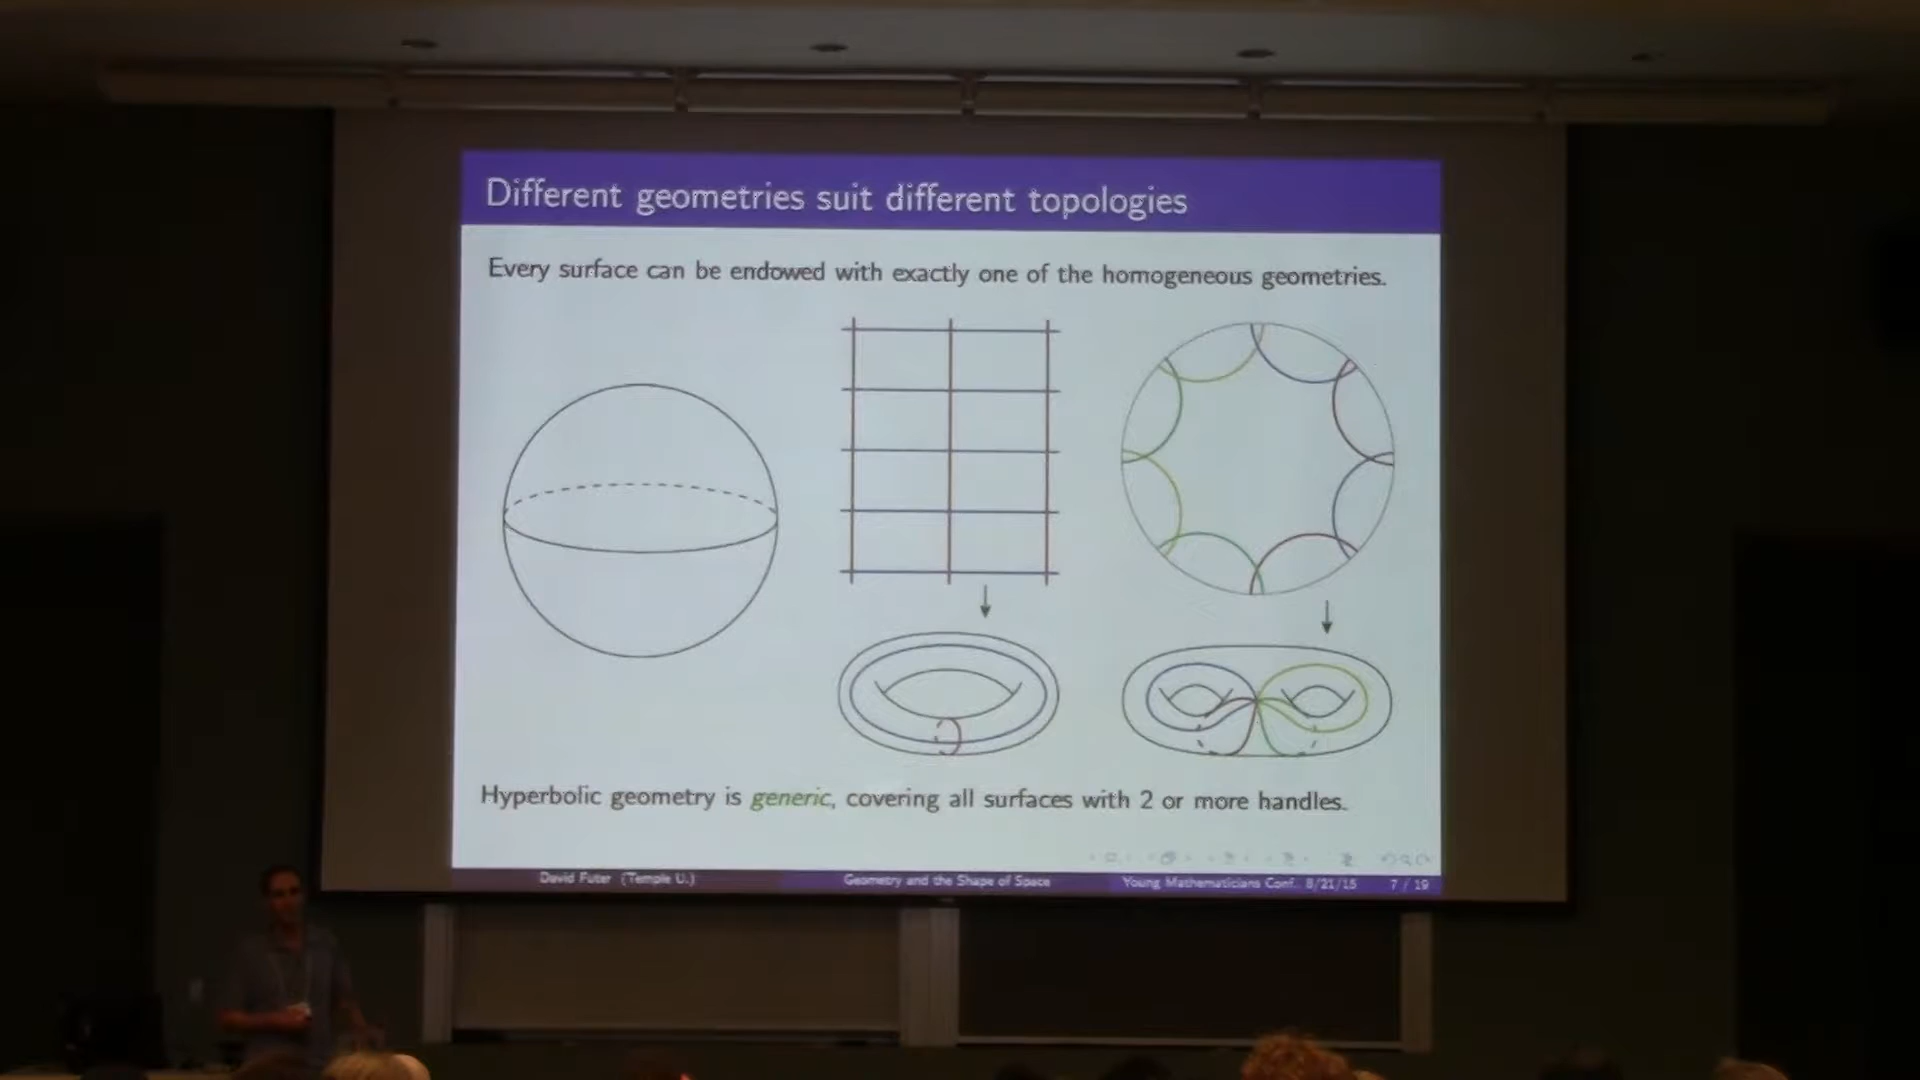 Different geometries suit different topologies
Every surface can be endowed with exactly one of the homogeneous geometries.
Hyperbolic geometry is generic, covering all surfaces with 2 or more handles.
David Futer (Temple U.)
Geometry and the Shape of Space
Young Mathematicians Conf. 8/21/15
7 / 19